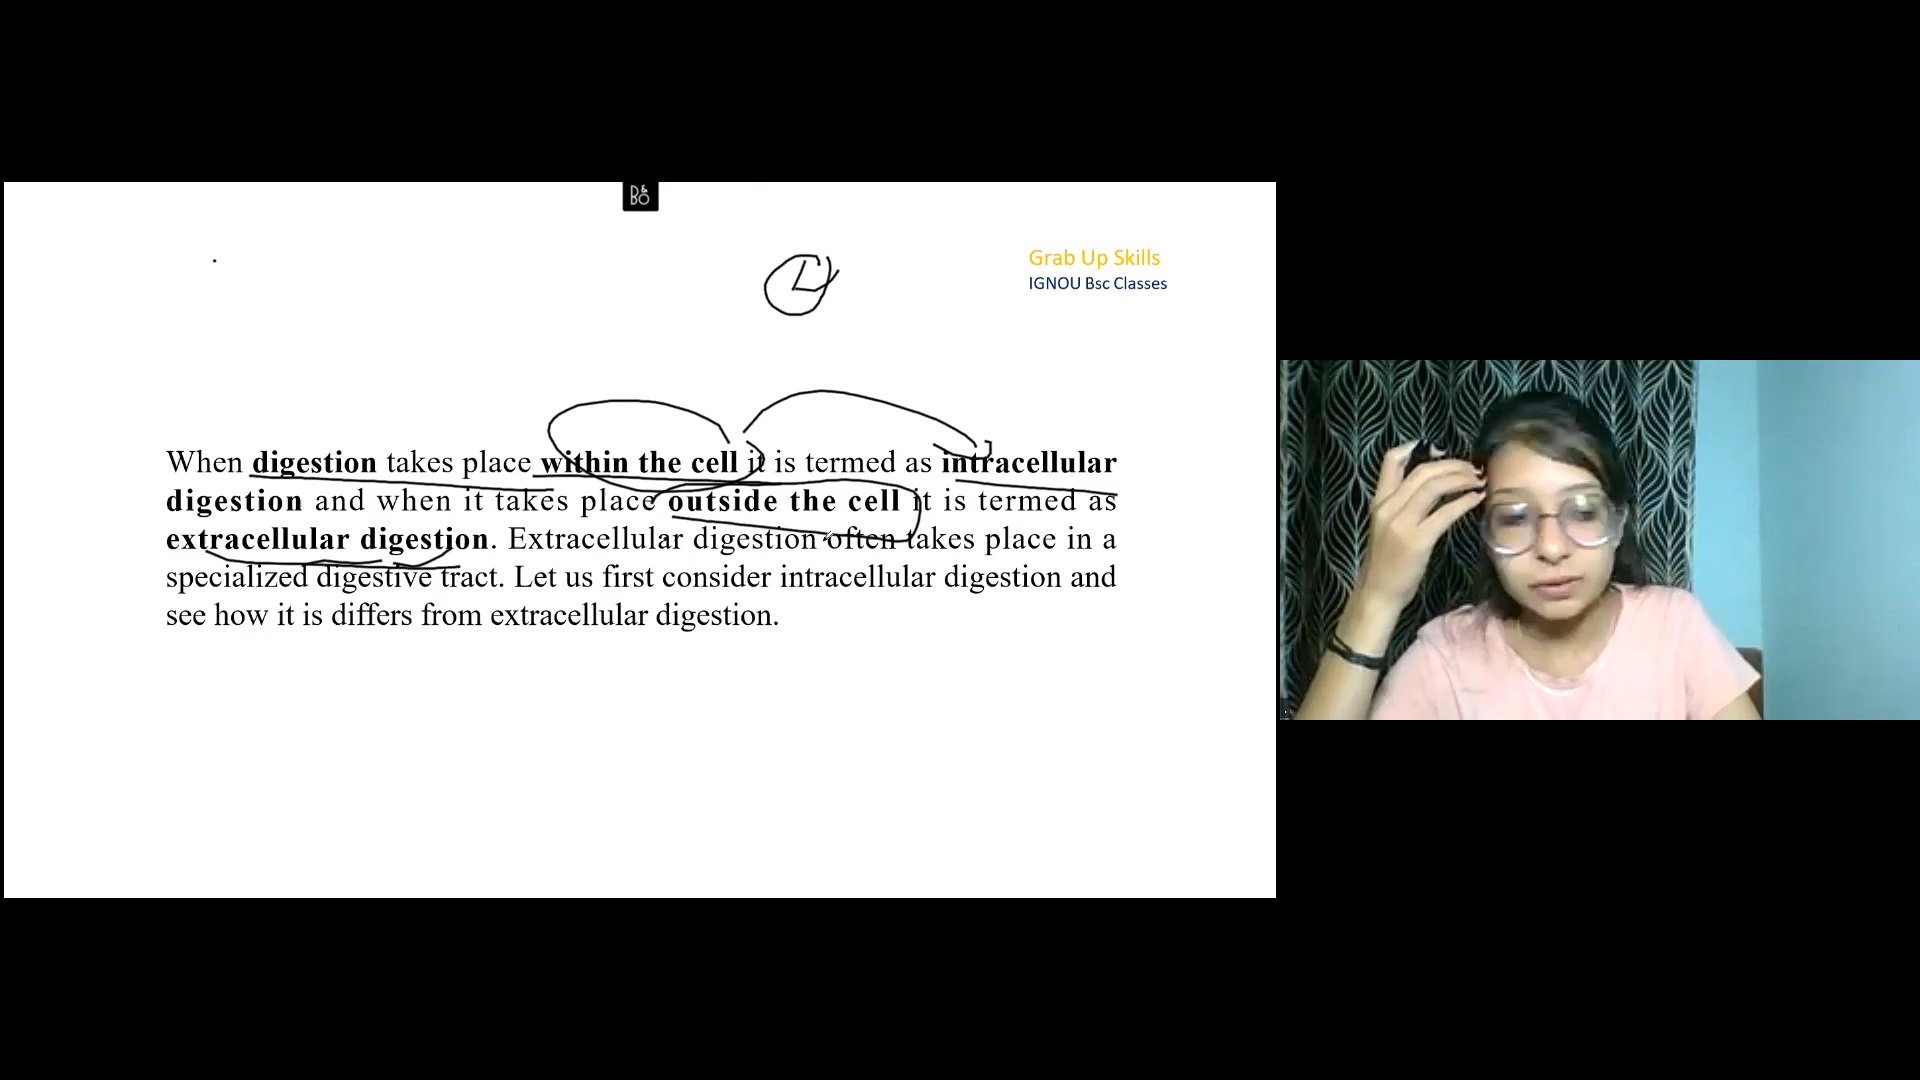 D&
BO
Grab Up Skills
IGNOU Bsc Classes
When digestion takes place within the cell it is termed as intracellular
digestion and when it takes place outside the cell it is termed as
extracellular digestion. Extracellular digestion often takes place in a
specialized digestive tract. Let us first consider intracellular digestion and
see how it is differs from extracellular digestion.